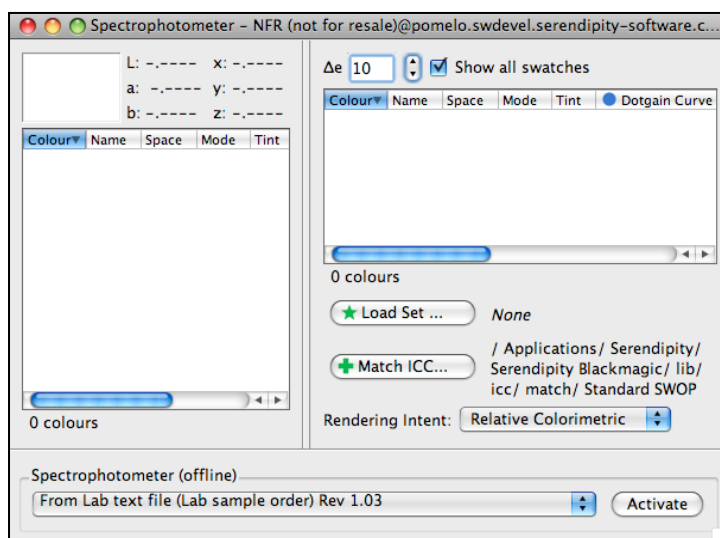 Spectrophotometer – NFR (not for resale)@pomelo.swdevel.serendipity-software.c...
L: -.---- x: -.----
a: -.---- y: -.----
b: -.---- z: -.----
Colour Name Space Mode Tint
0 colours
Δe 10 Show all swatches
Colour Name Space Mode Tint Dotgain Curve
0 colours
Load Set ... None
Match ICC... / Applications/ Serendipity/
Serendipity Blackmagic/ lib/
icc/ match/ Standard SWOP
Rendering Intent: Relative Colorimetric
Spectrophotometer (offline)
From Lab text file (Lab sample order) Rev 1.03 Activate